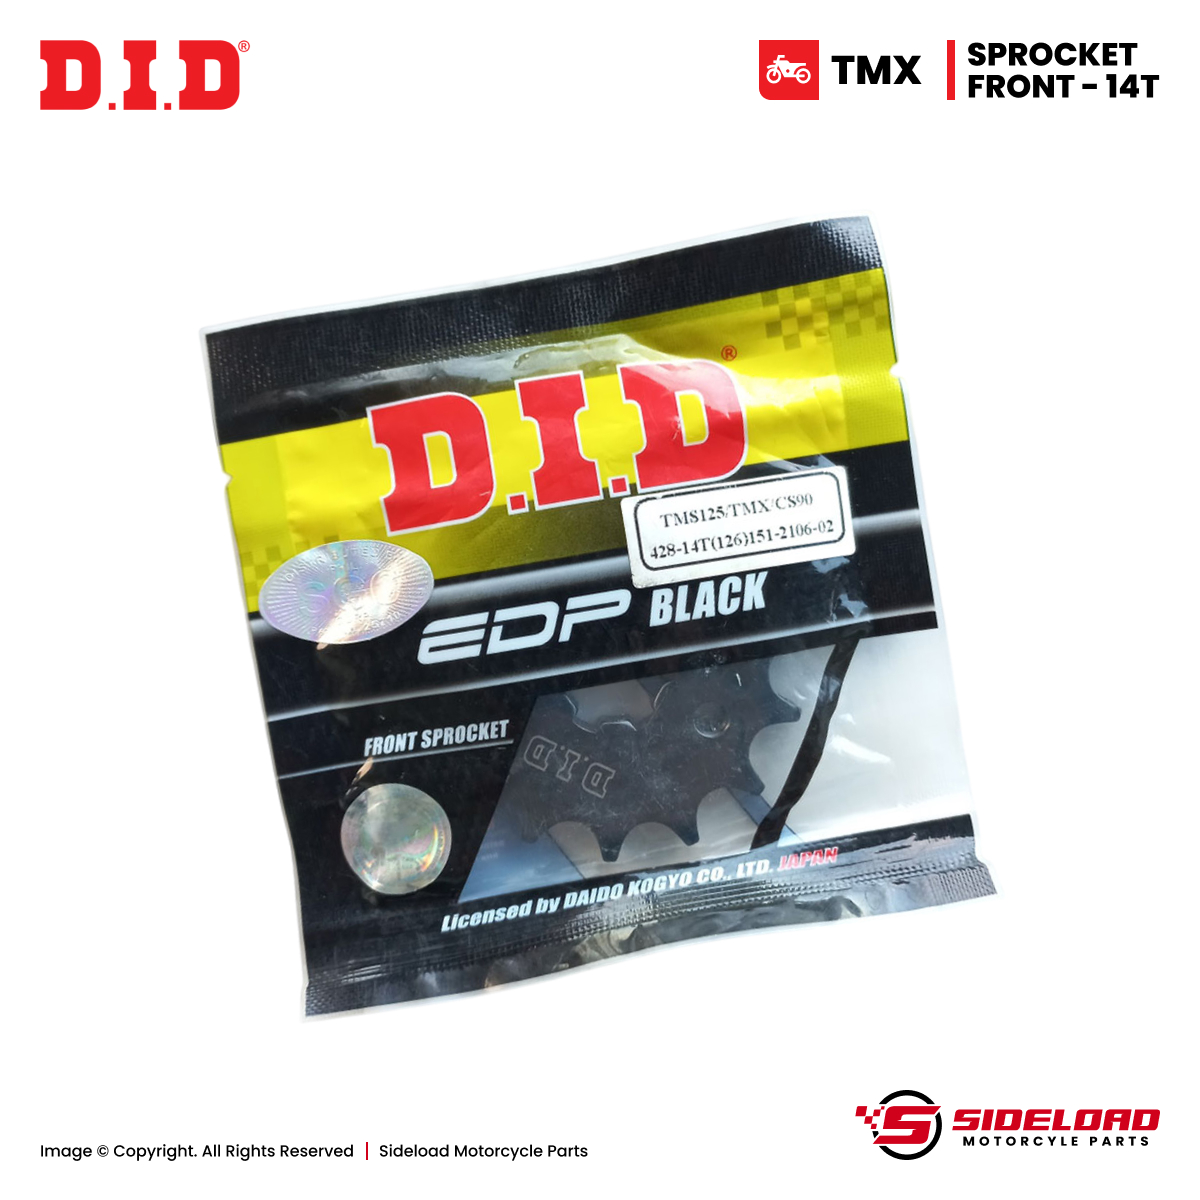 D.I.D®
TMX
SPROCKET
FRONT - 14T
D.I.D®
TMS125/TMX/CS90
428-14T(126)151-2106-02
EDP BLACK
FRONT SPROCKET
D.I.D
Licensed by DAIDO KOGYO CO., LTD. JAPAN
SIDELOAD
MOTORCYLE PARTS
Image © Copyright. All Rights Reserved | Sideload Motorcycle Parts